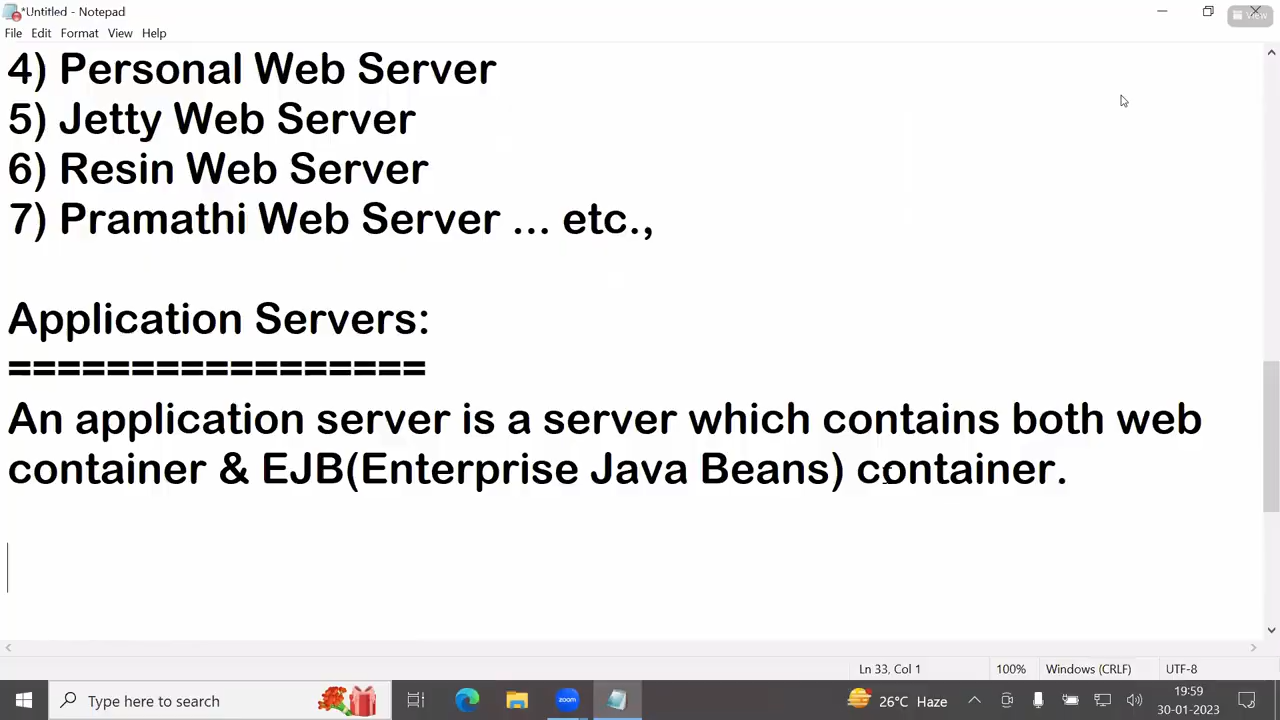 *Untitled - Notepad
View
File Edit Format View Help
4) Personal Web Server
5) Jetty Web Server
6) Resin Web Server
7) Pramathi Web Server ... etc.,
Application Servers:
=================
An application server is a server which contains both web
container & EJB(Enterprise Java Beans) container.
Ln 33, Col 1 100% Windows (CRLF) UTF-8
Type here to search zoom 26°C Haze 19:59
30-01-2023